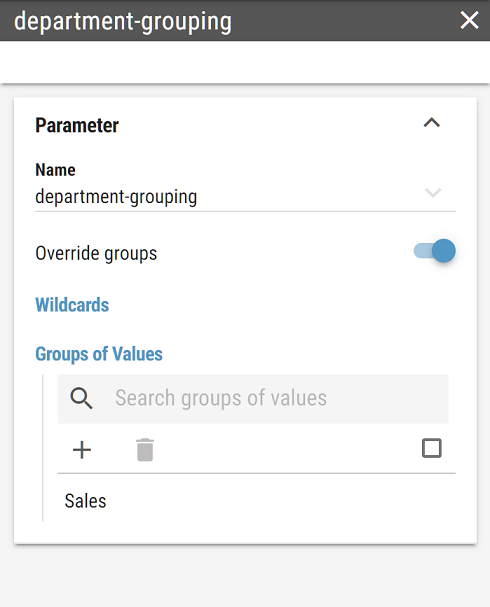 department-grouping
Parameter
Name
department-grouping
Override groups
Wildcards
Groups of Values
Search groups of values
Sales